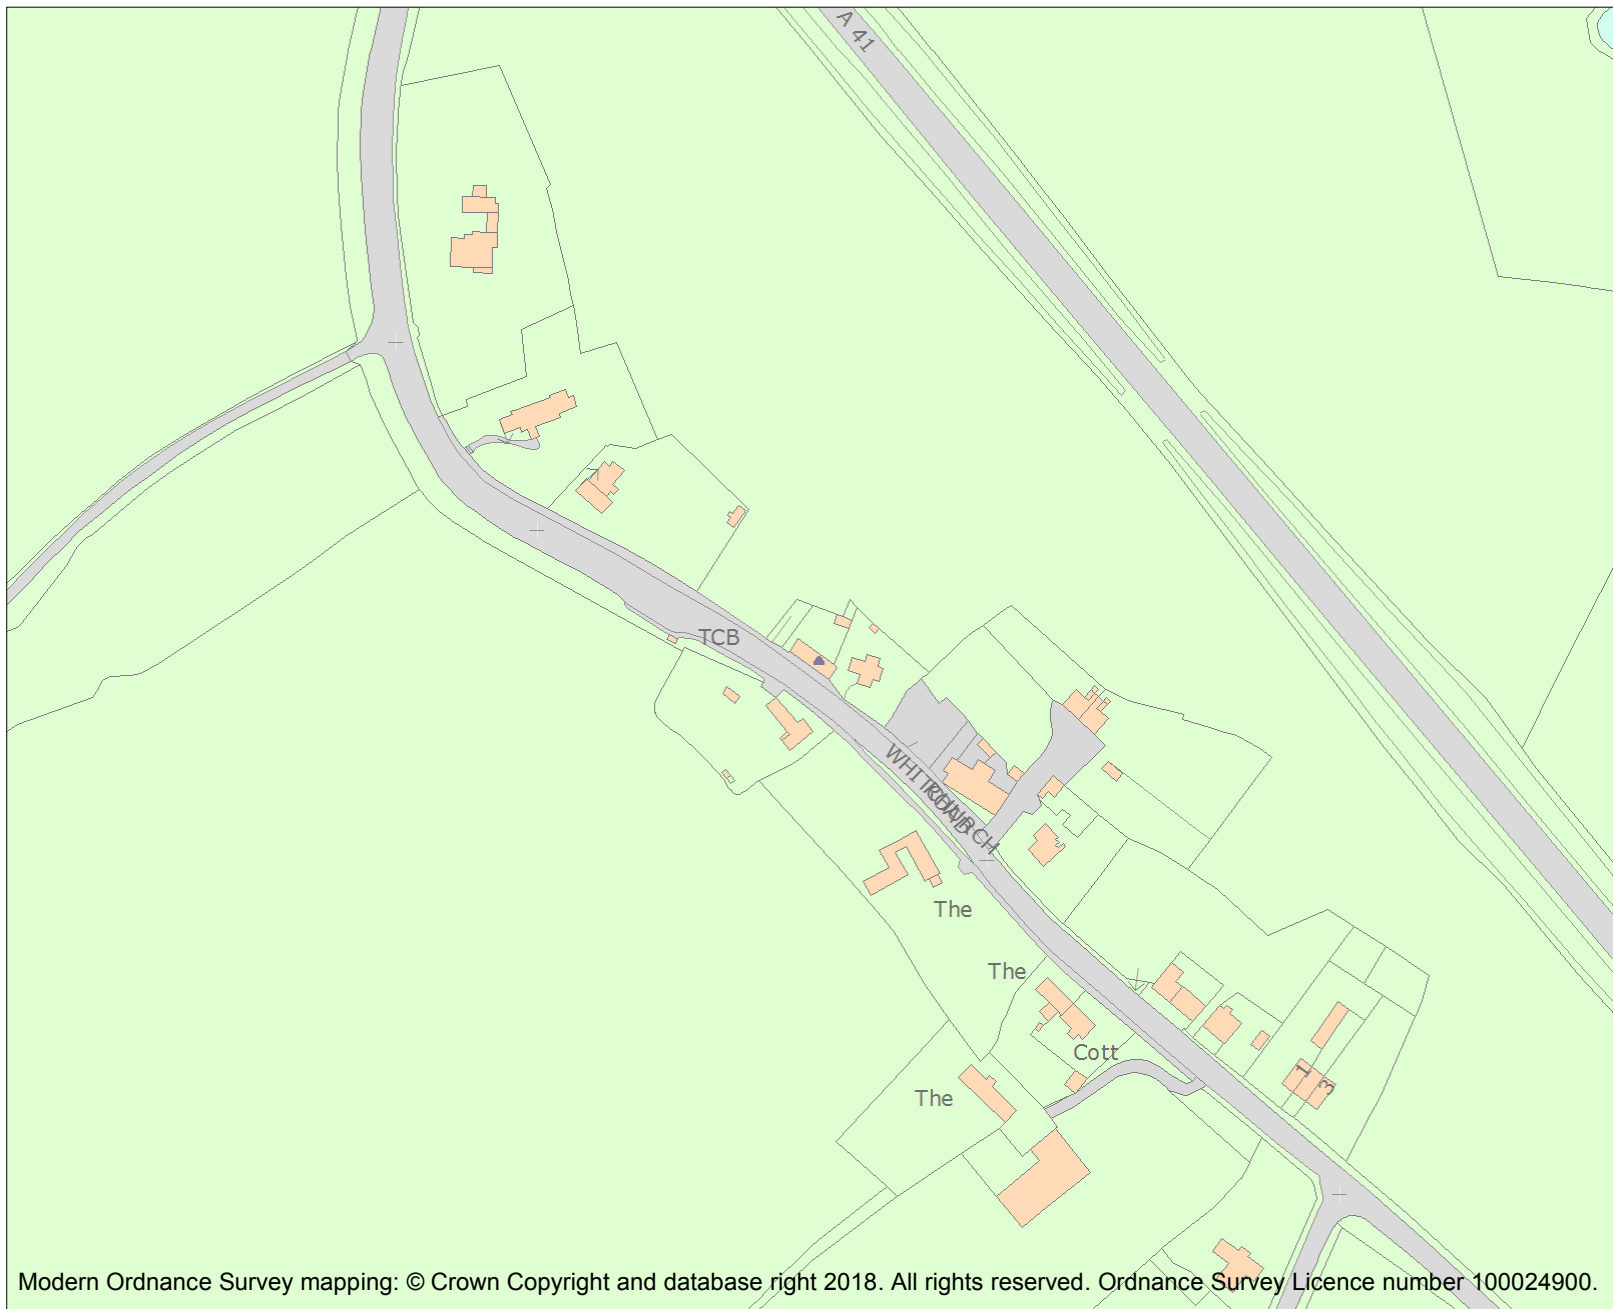 A 41
TCB
WHITCHURCH
ROAD
The
The
Cott
The
1
3
Modern Ordnance Survey mapping: © Crown Copyright and database right 2018. All rights reserved. Ordnance Survey Licence number 100024900.